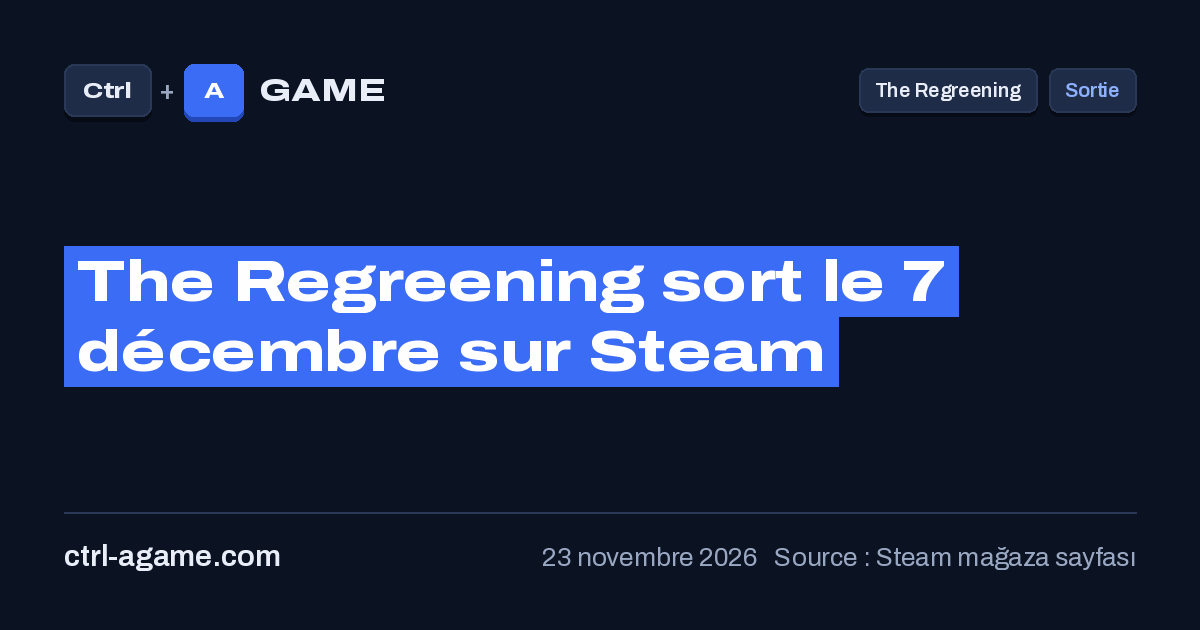 Ctrl + A GAME
The Regreening Sortie
The Regreening sort le 7
décembre sur Steam
ctrl-agame.com
23 novembre 2026 Source : Steam mağaza sayfası